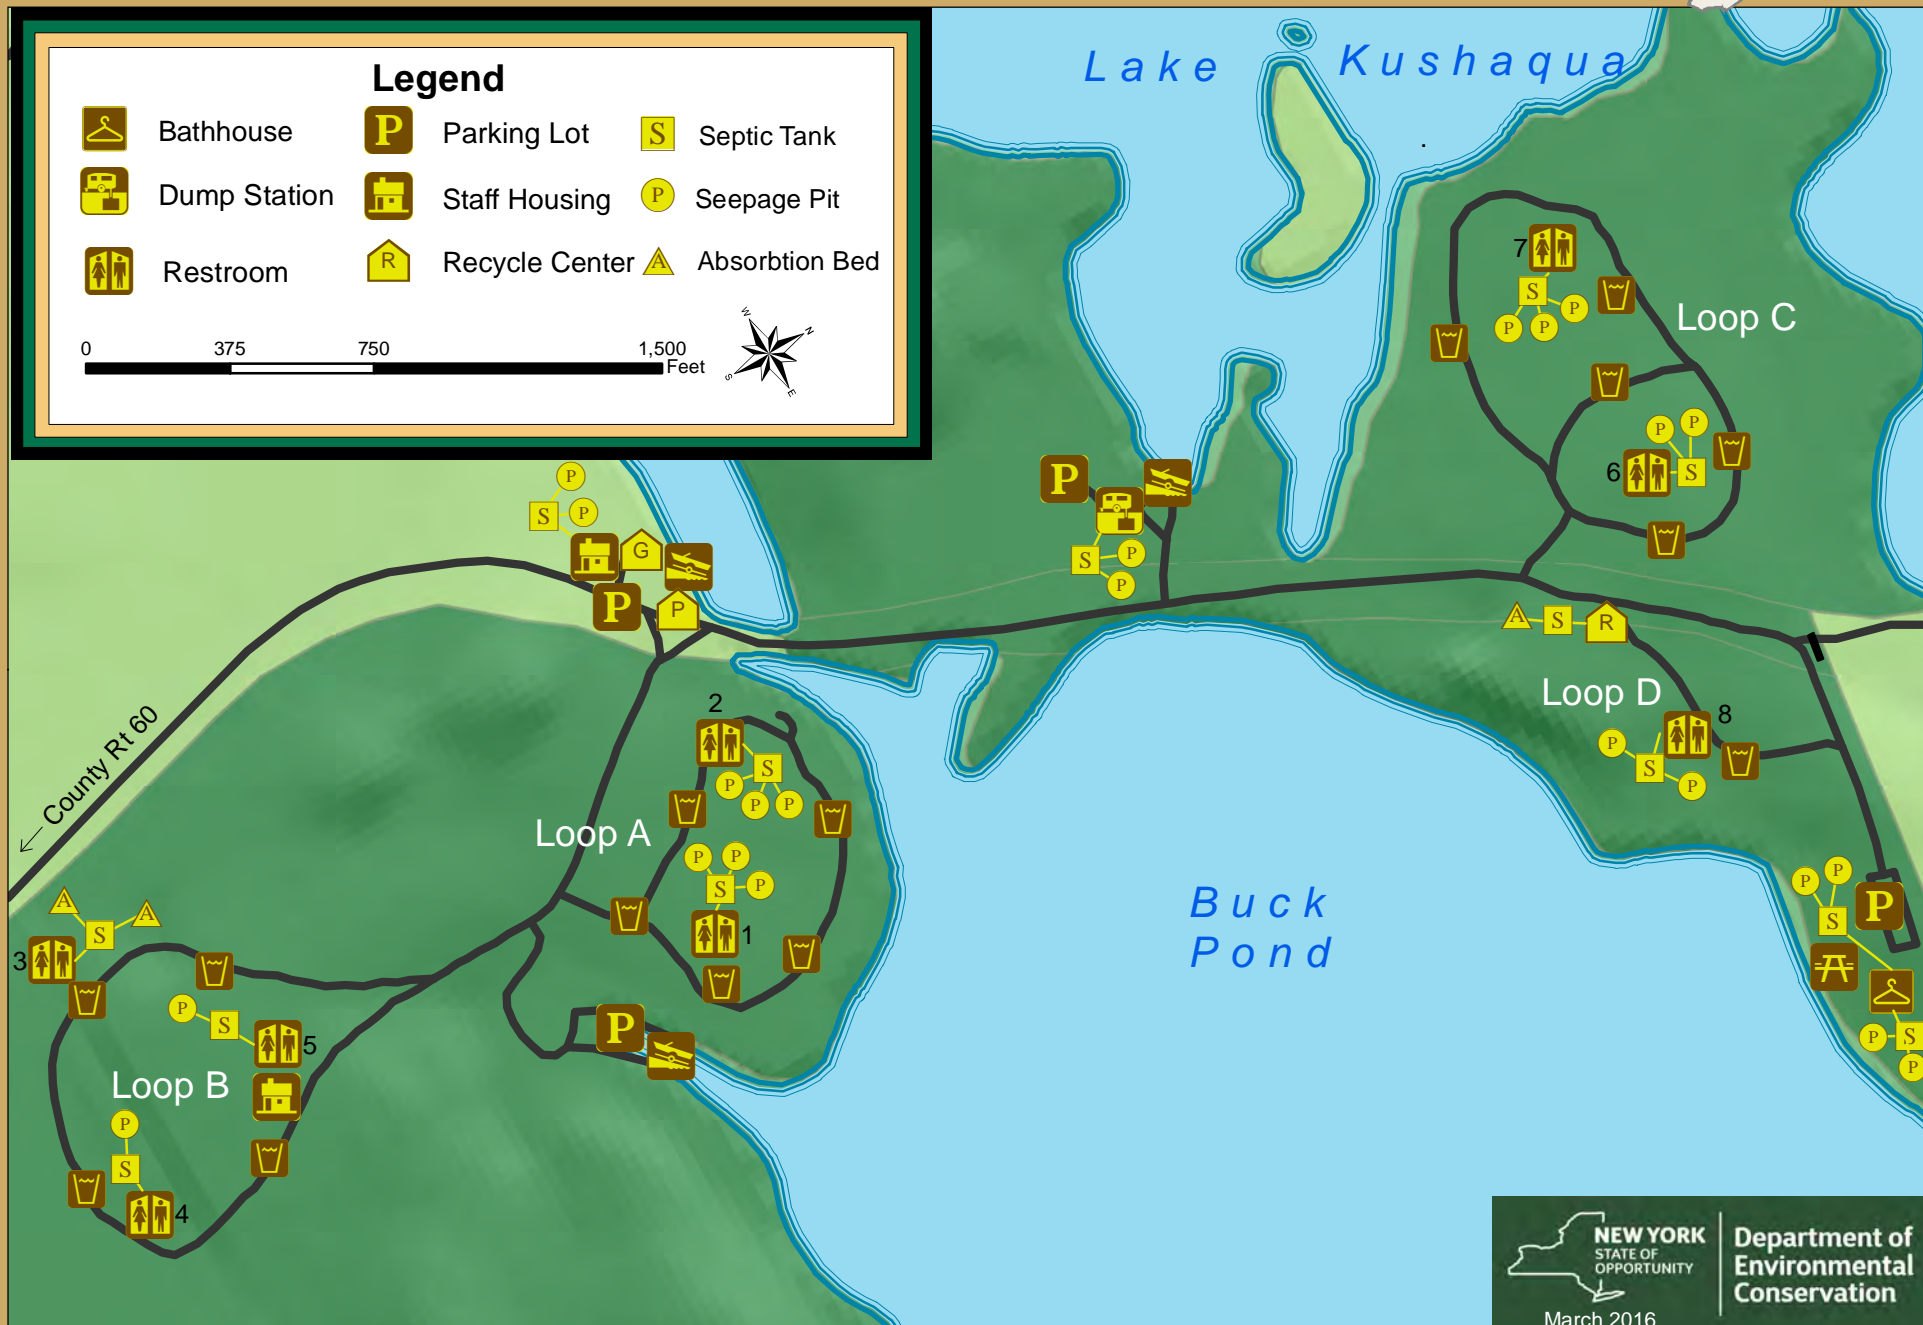 Legend
Bathhouse
P
Parking Lot
S
Septic Tank
Dump Station
Staff Housing
P
Seepage Pit
Restroom
R
Recycle Center
A
Absorbtion Bed
0 375 750 1,500
Feet
W
N
S
E
Lake Kushaqua
7
S
P P P
Loop C
P P
6
S
P
S P
G
P
P
P
S P
P
A S R
Loop D
8
P
S
P
County Rt 60
2
S
P
P P
Loop A
P P
S P
1
Buck
Pond
P P
S
P
P S
P
A
A
S
3
P
S
5
Loop B
P
S
4
P
NEW YORK
STATE OF
OPPORTUNITY
Department of
Environmental
Conservation
March 2016